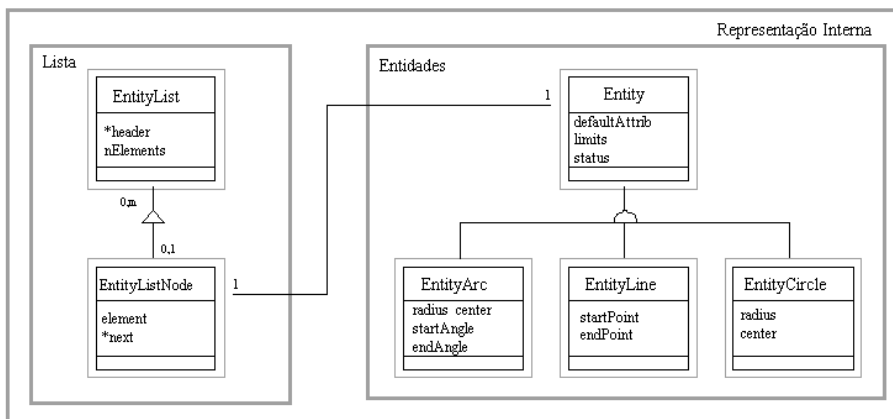 Representação Interna
Lista
EntityList
*header
nElements
0,m
0,1
EntityListNode
element
*next
1
Entidades
1
Entity
defaultAttrib
limits
status
EntityArc
radius center
startAngle
endAngle
EntityLine
startPoint
endPoint
EntityCircle
radius
center